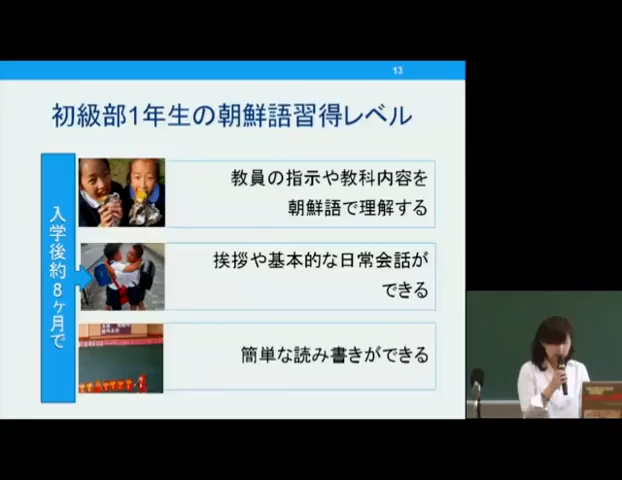 13
初級部1年生の朝鮮語習得レベル
入学後約8ヶ月で
教員の指示や教科内容を
朝鮮語で理解する
挨拶や基本的な日常会話が
できる
簡単な読み書きができる